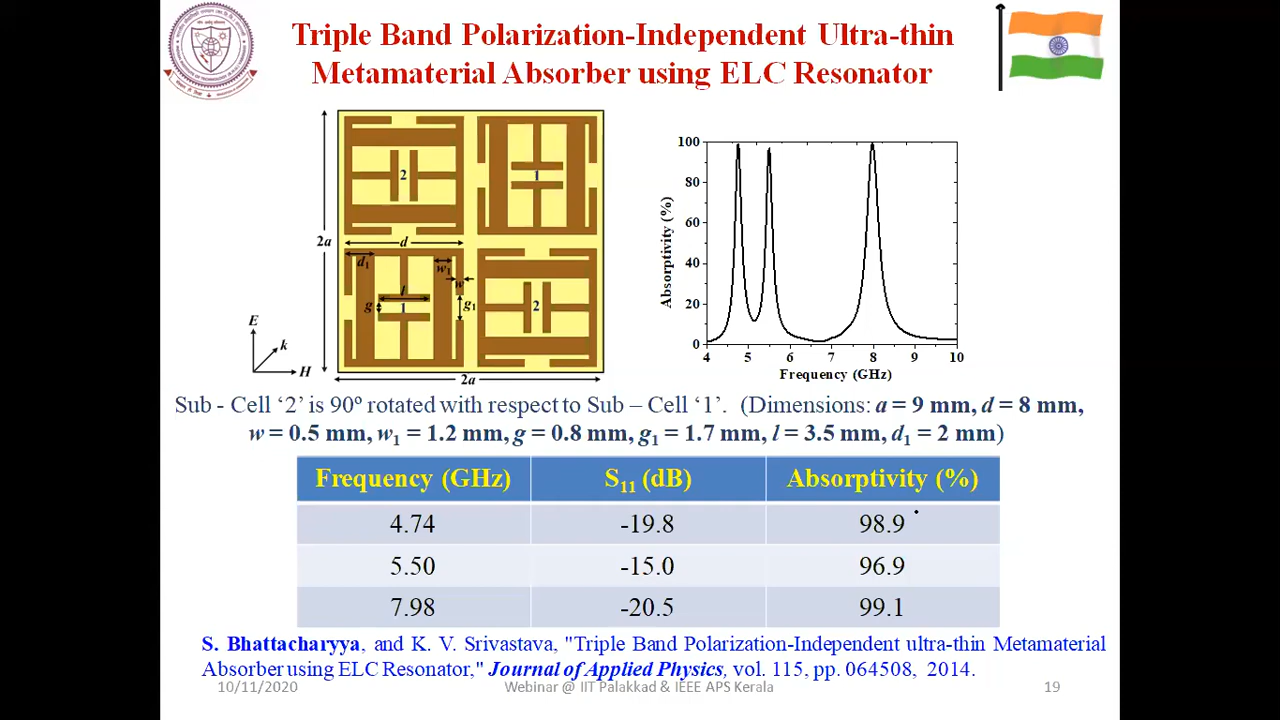 Triple Band Polarization-Independent Ultra-thin
Metamaterial Absorber using ELC Resonator
2
1
2a
d
d1
w1
w
l
g
1
g1
2
E
k
H
2a
100
80
60
40
20
0
Absorptivity (%)
4 5 6 7 8 9 10
Frequency (GHz)
Sub - Cell ‘2’ is 90º rotated with respect to Sub – Cell ‘1’. (Dimensions: a = 9 mm, d = 8 mm,
w = 0.5 mm, w1 = 1.2 mm, g = 0.8 mm, g1 = 1.7 mm, l = 3.5 mm, d1 = 2 mm)
Frequency (GHz) S11 (dB) Absorptivity (%)
4.74 -19.8 98.9
5.50 -15.0 96.9
7.98 -20.5 99.1
S. Bhattacharyya, and K. V. Srivastava, "Triple Band Polarization-Independent ultra-thin Metamaterial
Absorber using ELC Resonator," Journal of Applied Physics, vol. 115, pp. 064508, 2014.
10/11/2020 Webinar @ IIT Palakkad & IEEE APS Kerala 19